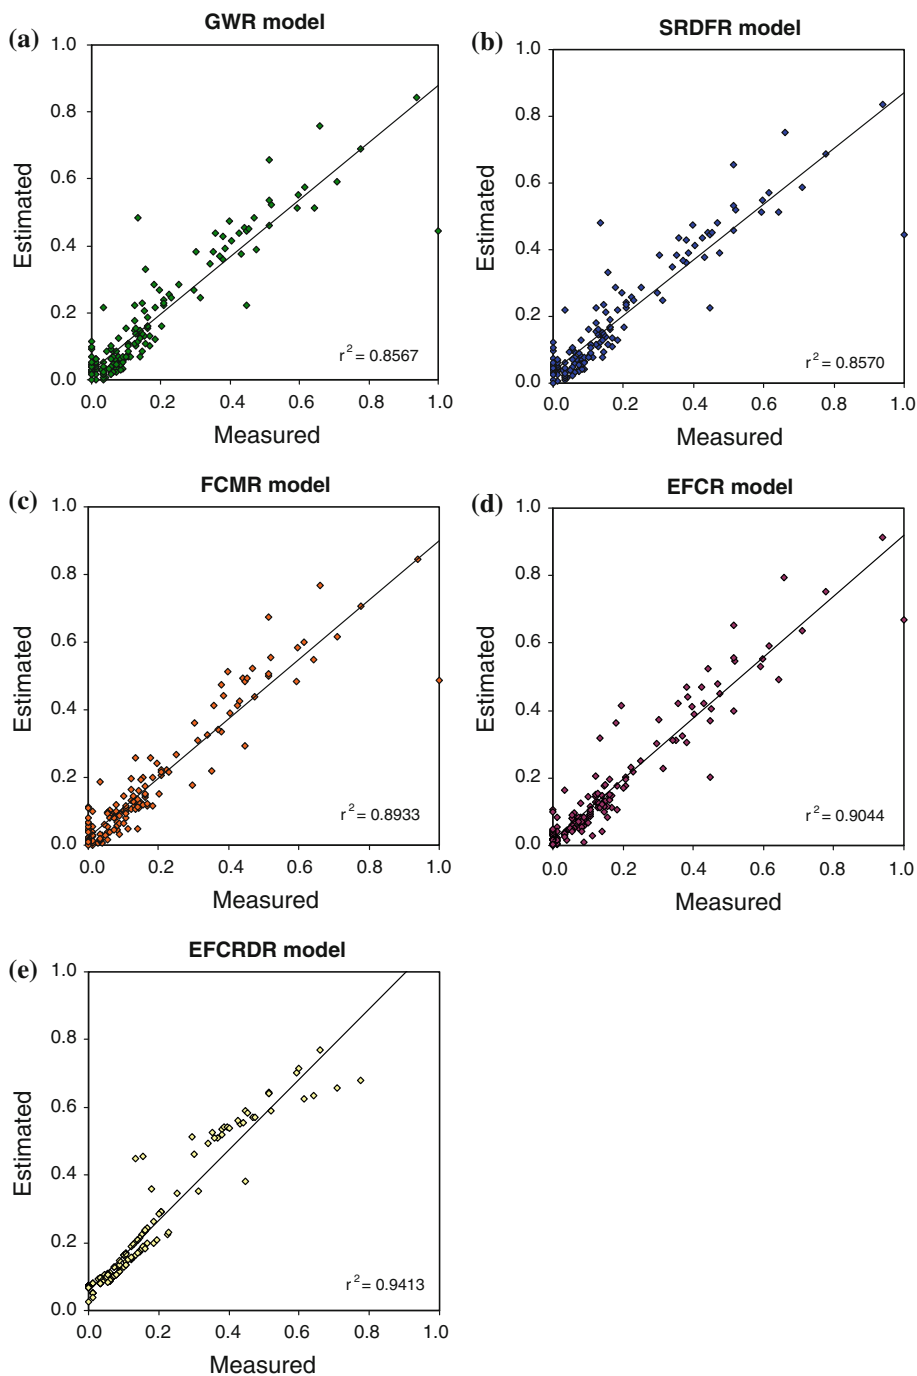 GWR model
(a)
1.0
0.8
0.6
0.4
0.2
0.0
Estimated
r² = 0.8567
0.0 0.2 0.4 0.6 0.8 1.0
Measured
SRDFR model
(b)
1.0
0.8
0.6
0.4
0.2
0.0
Estimated
r² = 0.8570
0.0 0.2 0.4 0.6 0.8 1.0
Measured
FCMR model
(c)
1.0
0.8
0.6
0.4
0.2
0.0
Estimated
r² = 0.8933
0.0 0.2 0.4 0.6 0.8 1.0
Measured
EFCR model
(d)
1.0
0.8
0.6
0.4
0.2
0.0
Estimated
r² = 0.9044
0.0 0.2 0.4 0.6 0.8 1.0
Measured
EFCRDR model
(e)
1.0
0.8
0.6
0.4
0.2
0.0
Estimated
r² = 0.9413
0.0 0.2 0.4 0.6 0.8 1.0
Measured